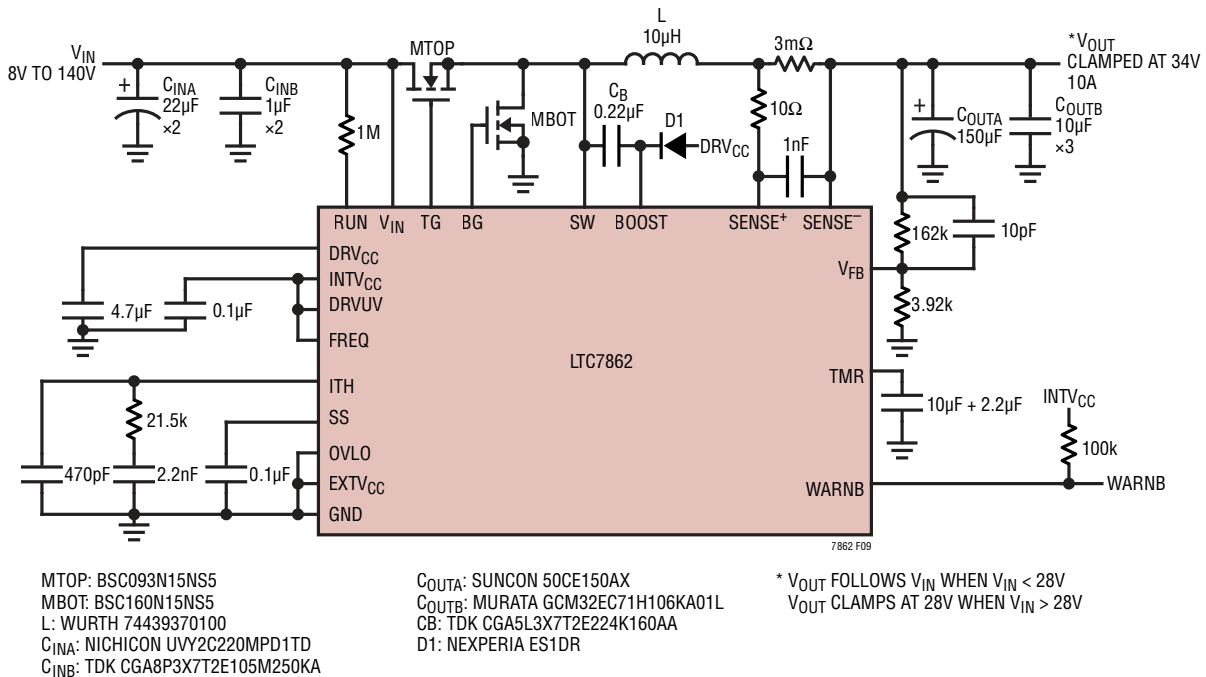 VIN
8V TO 140V
CINA
22µF
×2
CINB
1µF
×2
1M
MTOP
MBOT
L
10µH
CB
0.22µF
D1
DRVCC
3mΩ
10Ω
1nF
*VOUT
CLAMPED AT 34V
10A
COUTA
150µF
COUTB
10µF
×3
RUN VIN TG BG SW BOOST SENSE+ SENSE–
162k
10pF
3.92k
DRVCC
INTVCC
DRVUV
FREQ
4.7µF
0.1µF
LTC7862
VFB
TMR
10µF + 2.2µF
INTVCC
100k
WARNB
WARNB
ITH
SS
OVLO
EXTVCC
GND
21.5k
470pF
2.2nF
0.1µF
7862 F09
MTOP: BSC093N15NS5
MBOT: BSC160N15NS5
L: WURTH 74439370100
CINA: NICHICON UVY2C220MPD1TD
CINB: TDK CGA8P3X7T2E105M250KA
COUTA: SUNCON 50CE150AX
COUTB: MURATA GCM32EC71H106KA01L
CB: TDK CGA5L3X7T2E224K160AA
D1: NEXPERIA ES1DR
* VOUT FOLLOWS VIN WHEN VIN < 28V
VOUT CLAMPS AT 28V WHEN VIN > 28V